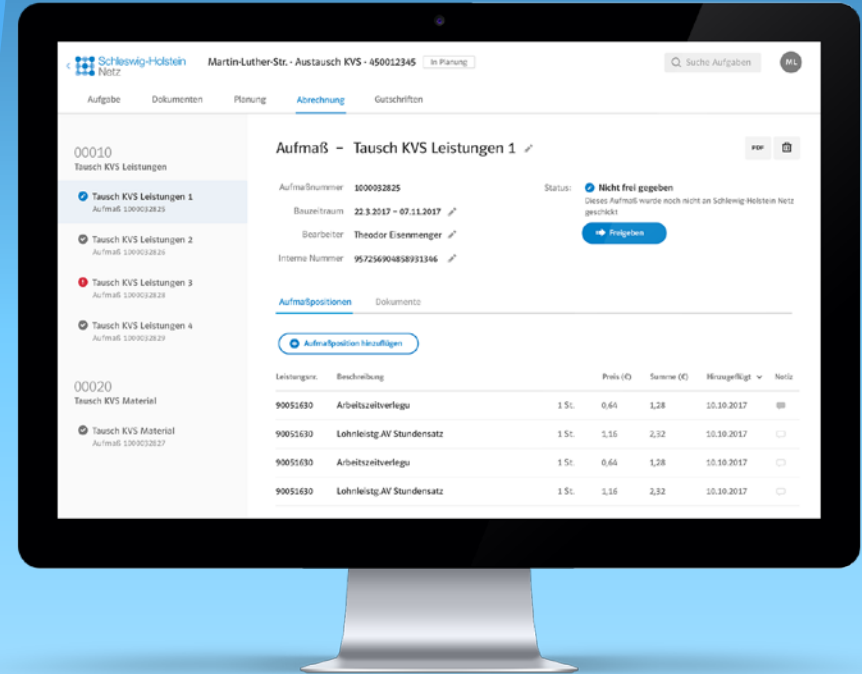 Schleswig-Holstein
Netz
Martin-Luther-Str. - Austausch KVS - 450012345
In Planung
Suche Aufgaben
ML
Aufgabe Dokumenten Planung Abrechnung Gutschriften
00010
Tausch KVS Leistungen
Tausch KVS Leistungen 1
Aufmaß 1000032825
Tausch KVS Leistungen 2
Aufmaß 1000032826
Tausch KVS Leistungen 3
Aufmaß 1000032828
Tausch KVS Leistungen 4
Aufmaß 1000032829
00020
Tausch KVS Material
Tausch KVS Material
Aufmaß 1000032827
Aufmaß – Tausch KVS Leistungen 1
PDF
Aufmaßnummer 1000032825
Bauzeitraum 22.3.2017 – 07.11.2017
Bearbeiter Theodor Eisenmenger
Interne Nummer 957256904858931346
Status: Nicht frei gegeben
Dieses Aufmaß wurde noch nicht an Schlewig-Holstein Netz
geschickt
Freigeben
Aufmaßpositionen Dokumente
Aufmaßposition hinzuflügen
Leistungsnr. Beschreibung Preis (€) Summe (€) Hinzugefligt Notiz
90051630 Arbeitszeitverlegu 1 St. 0,64 1,28 10.10.2017
90051630 Lohnleistg.AV Stundensatz 1 St. 1,16 2,32 10.10.2017
90051630 Arbeitszeitverlegu 1 St. 0,64 1,28 10.10.2017
90051630 Lohnleistg.AV Stundensatz 1 St. 1,16 2,32 10.10.2017